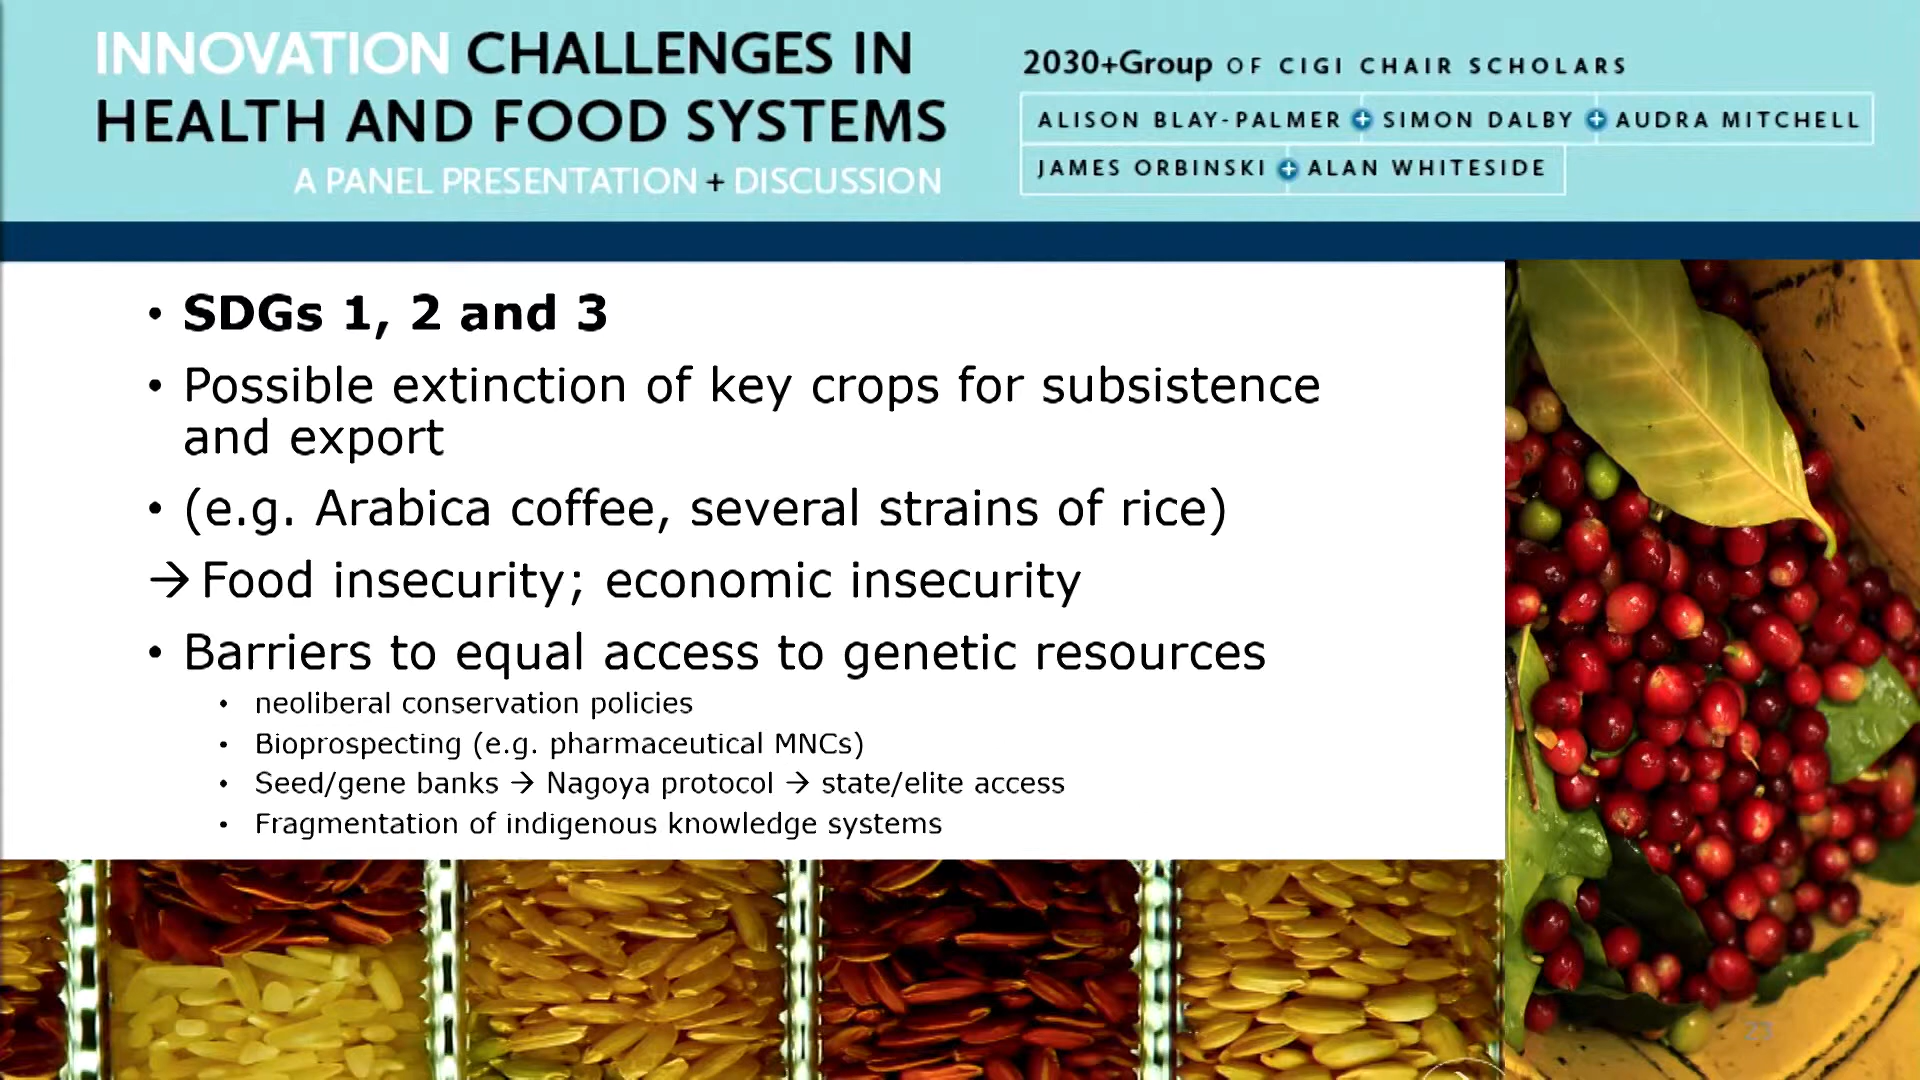 INNOVATION CHALLENGES IN
HEALTH AND FOOD SYSTEMS
A PANEL PRESENTATION + DISCUSSION
2030+Group OF CIGI CHAIR SCHOLARS
ALISON BLAY-PALMER + SIMON DALBY + AUDRA MITCHELL
JAMES ORBINSKI + ALAN WHITESIDE
• SDGs 1, 2 and 3
• Possible extinction of key crops for subsistence
and export
• (e.g. Arabica coffee, several strains of rice)
→ Food insecurity; economic insecurity
• Barriers to equal access to genetic resources
• neoliberal conservation policies
• Bioprospecting (e.g. pharmaceutical MNCs)
• Seed/gene banks → Nagoya protocol → state/elite access
• Fragmentation of indigenous knowledge systems